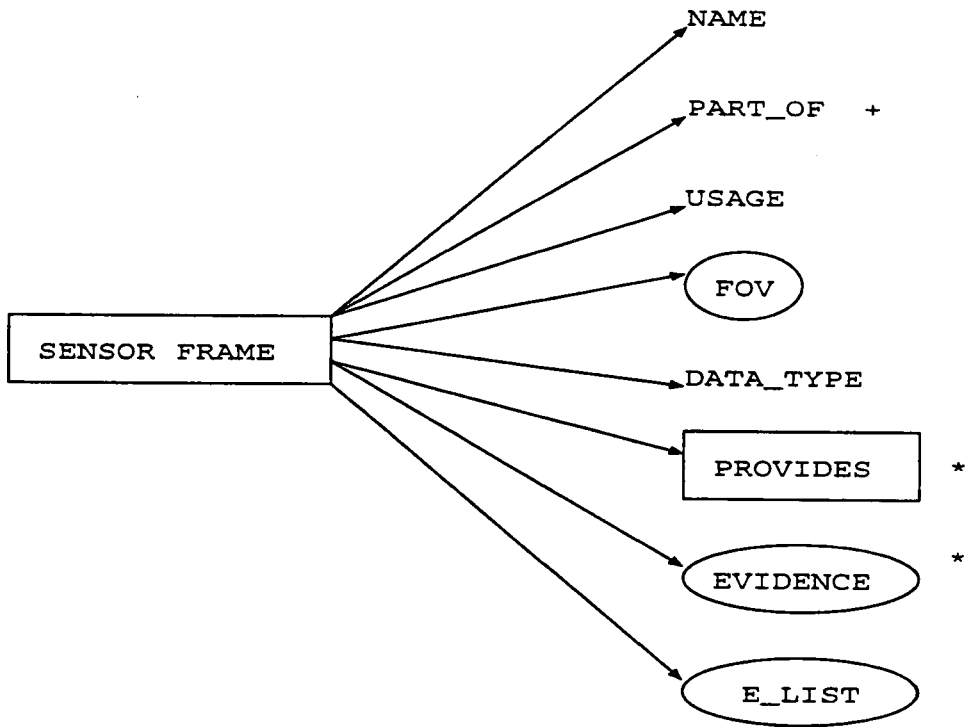 NAME
PART_OF +
USAGE
FOV
SENSOR FRAME
DATA_TYPE
PROVIDES *
EVIDENCE *
E_LIST